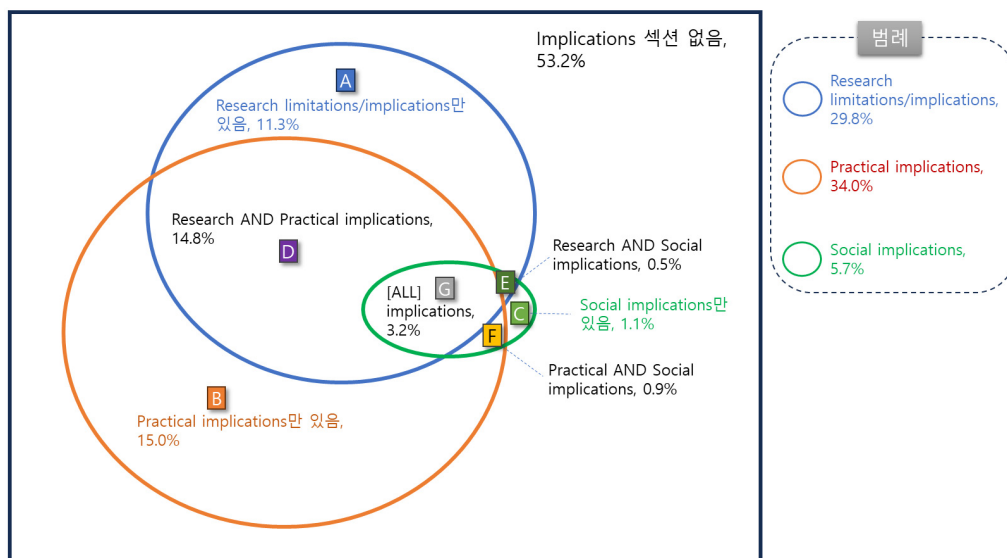 Implications 섹션 없음,
53.2%
A
Research limitations/implications만
있음, 11.3%
Research AND Practical implications,
14.8%
D
Research AND Social
implications, 0.5%
E
G
[ALL]
implications,
3.2%
C
Social implications만
있음, 1.1%
F
Practical AND Social
implications, 0.9%
B
Practical implications만 있음,
15.0%
범례
Research
limitations/implications,
29.8%
Practical implications,
34.0%
Social implications,
5.7%